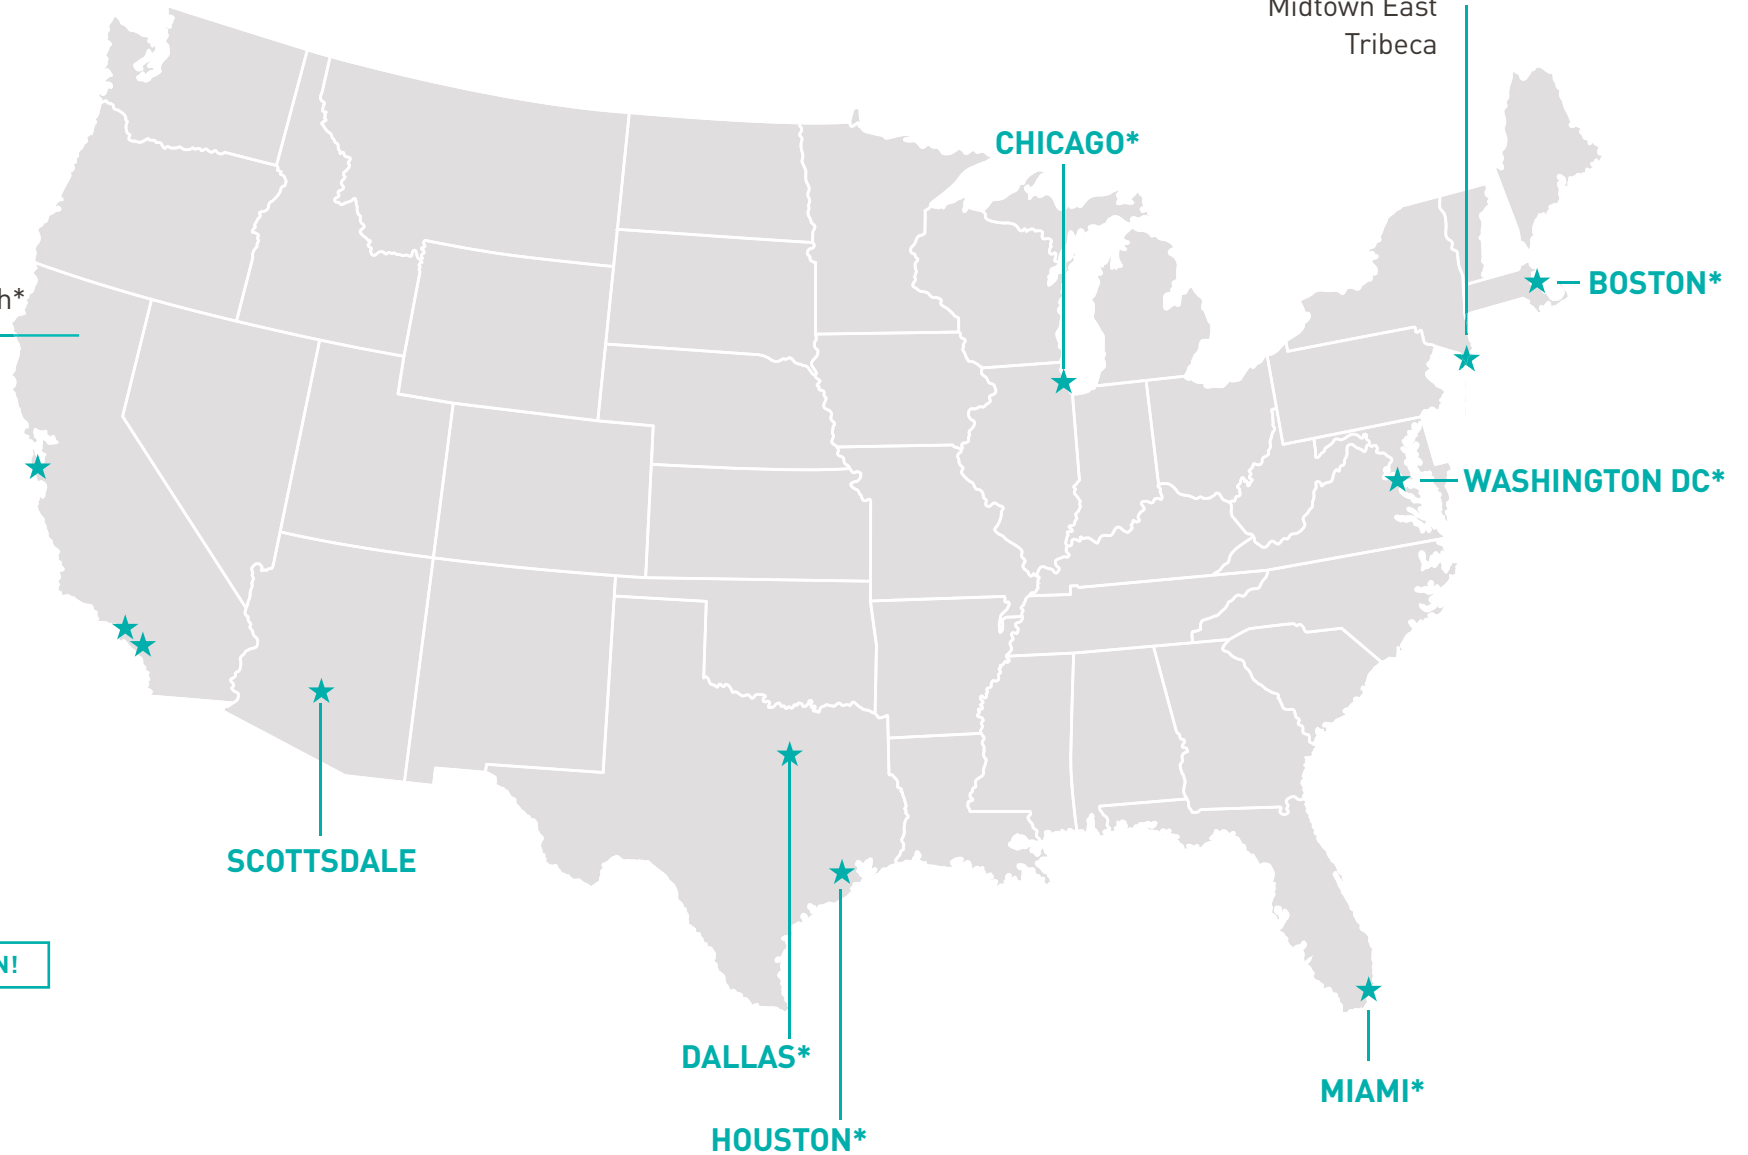 Midtown East
Tribeca
CHICAGO*
BOSTON*
WASHINGTON DC*
SCOTTSDALE
DALLAS*
MIAMI*
HOUSTON*